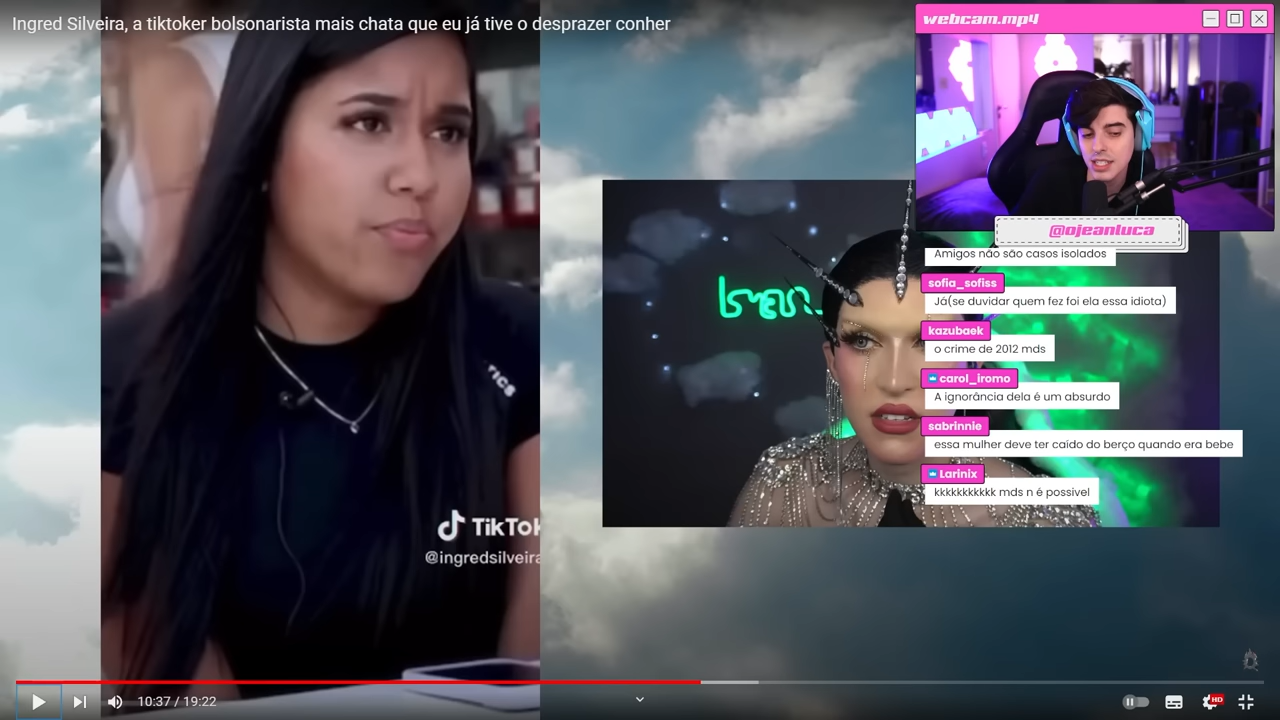 Ingred Silveira, a tiktoker bolsonarista mais chata que eu já tive o desprazer conher
webcam.mp4
@ojeanluca
Amigos não são casos isolados
sofia_sofiss
Já(se duvidar quem fez foi ela essa idiota)
kazubaek
o crime de 2012 mds
carol_iromo
A ignorância dela é um absurdo
sabrinnie
essa mulher deve ter caído do berço quando era bebe
Larinix
kkkkkkkkkkk mds n é possivel
TikTok
@ingredsilveira
10:37 / 19:22
HD